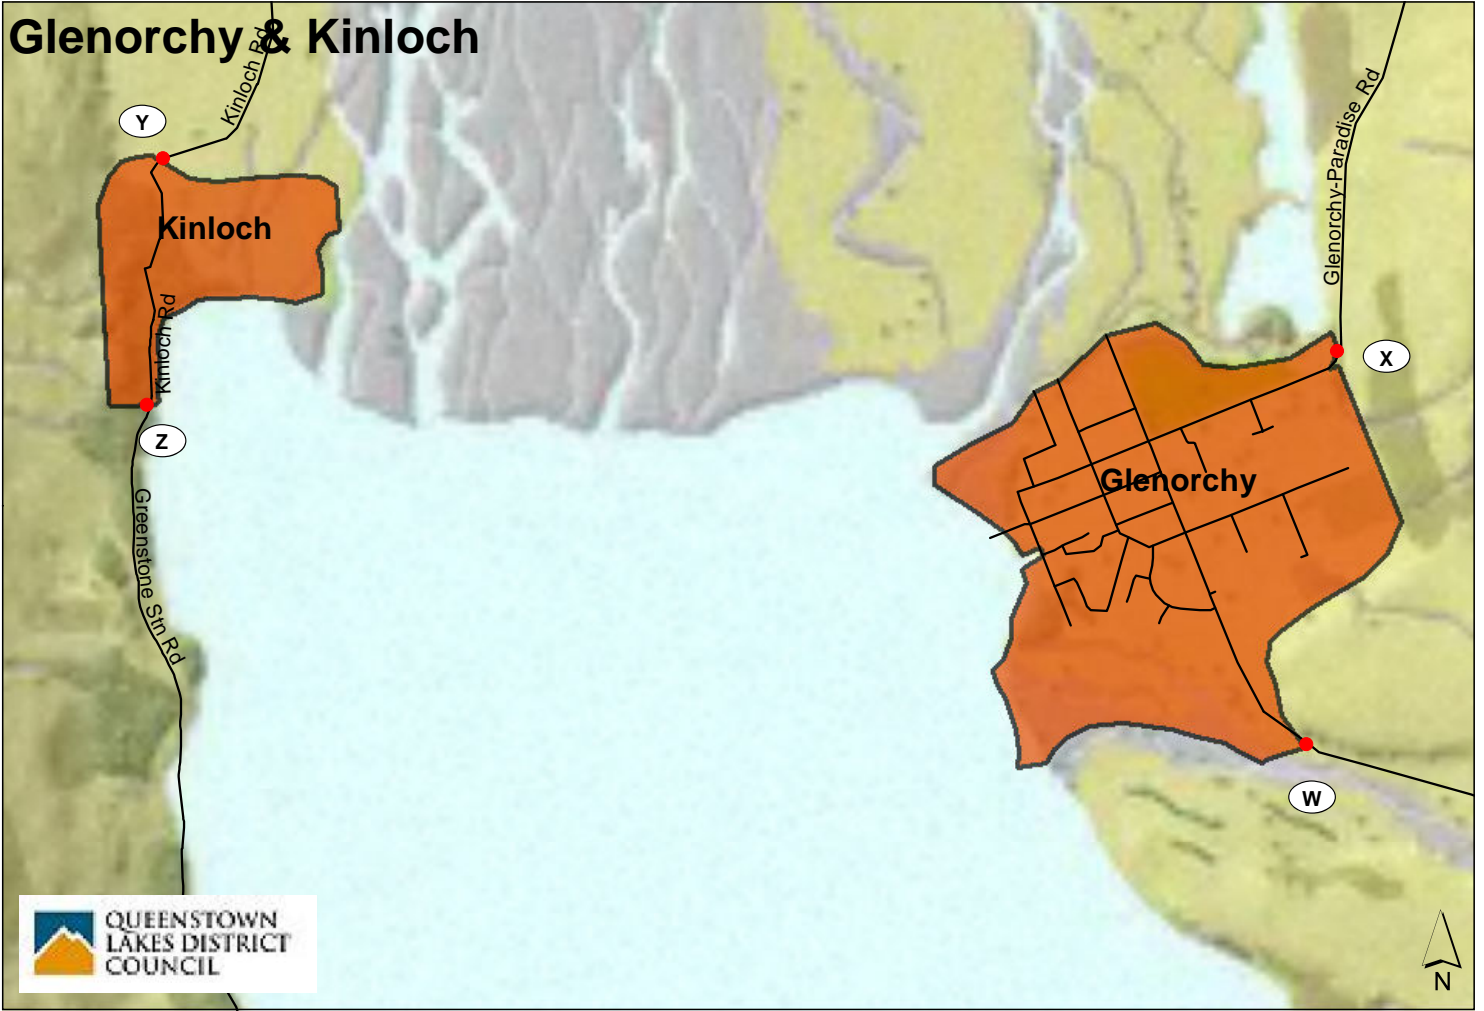 Glenorchy & Kinloch
Kinloch Rd
Y
Glenorchy-Paradise Rd
Kinloch
Kinloch Rd
X
Z
Glenorchy
Greenstone Stn Rd
W
QUEENSTOWN
LAKES DISTRICT
COUNCIL
N